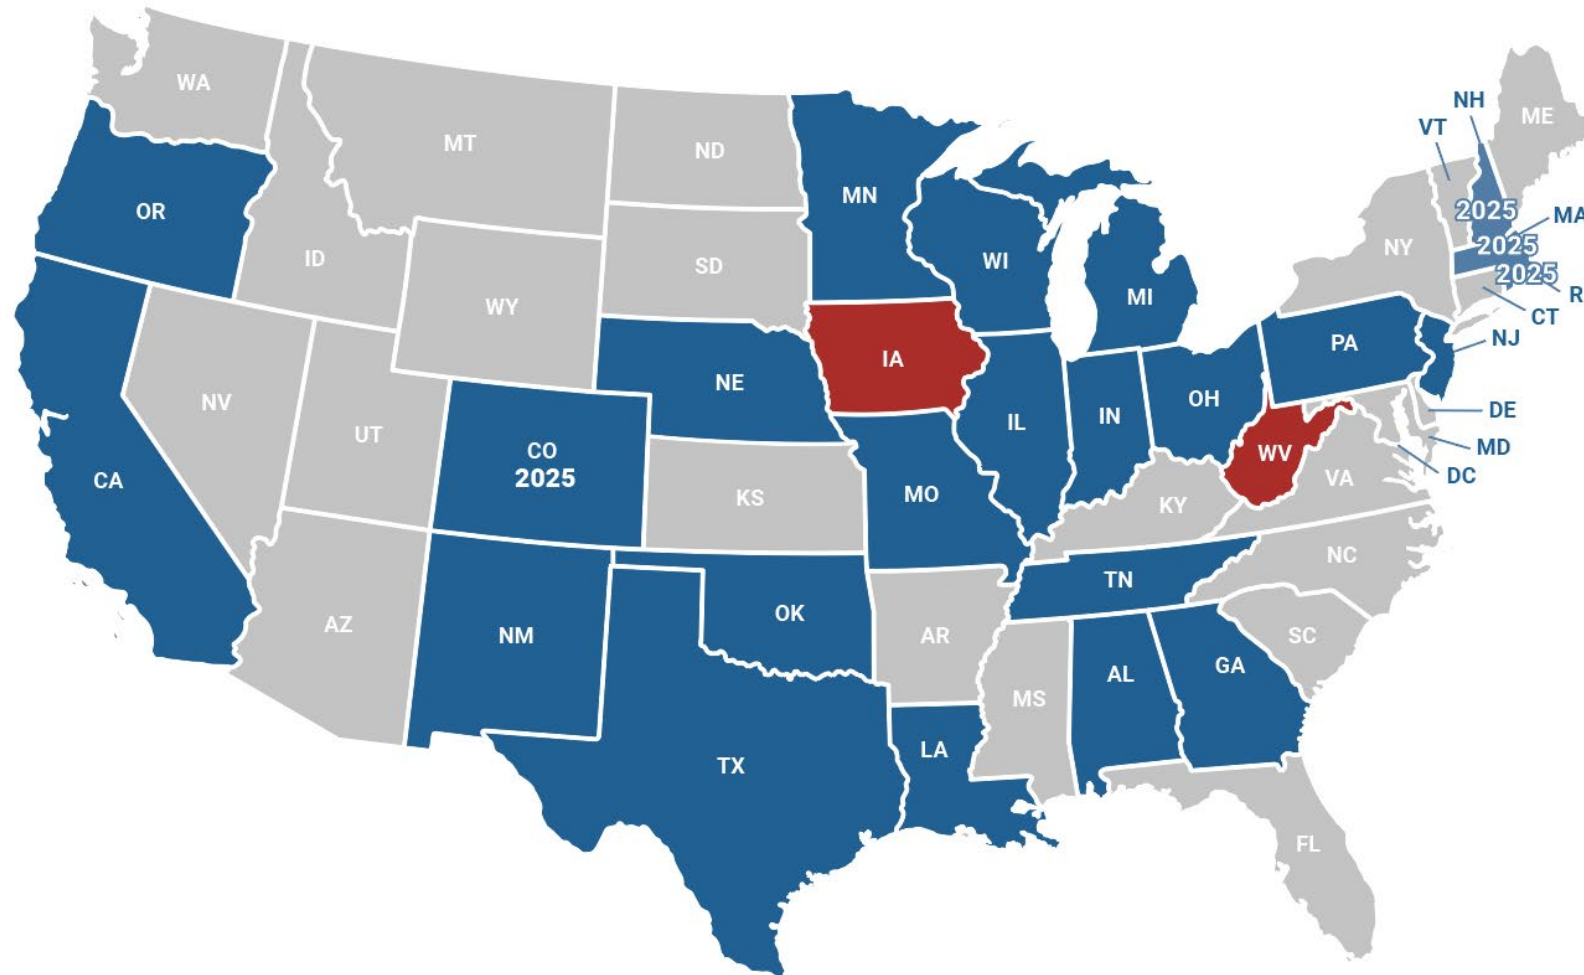 WA
MT
ND
MN
NH
VT
ME
OR
ID
SD
WI
MI
2025
MA
NY
2025
2025
R
CT
WY
IA
NE
PA
NJ
NV
UT
CO
2025
IL
IN
OH
DE
MD
DC
CA
KS
MO
WV
VA
KY
NC
TN
AZ
NM
OK
AR
SC
MS
AL
GA
TX
LA
FL